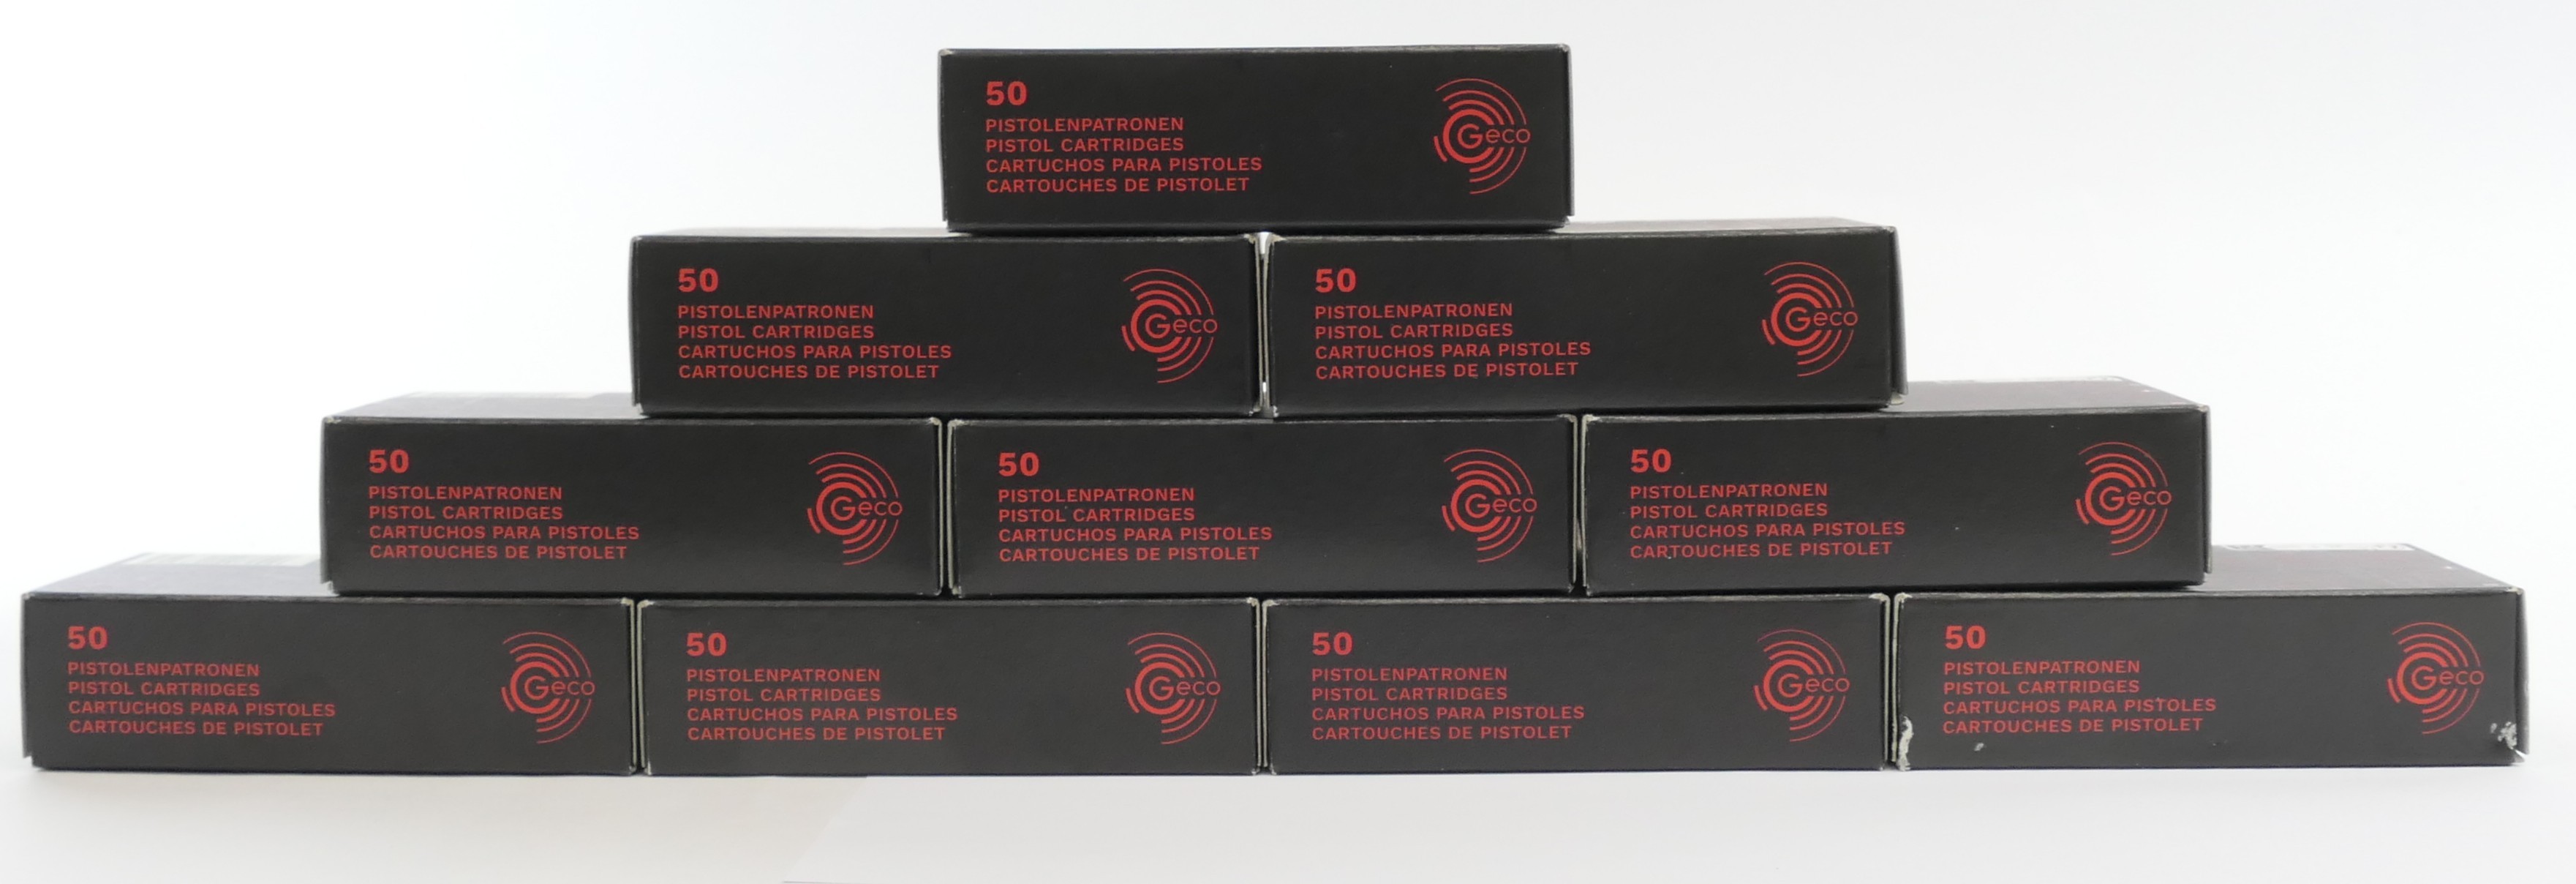 50
PISTOLENPATRONEN
PISTOL CARTRIDGES
CARTUCHOS PARA PISTOLES
CARTOUCHES DE PISTOLET
Geco
50
PISTOLENPATRONEN
PISTOL CARTRIDGES
CARTUCHOS PARA PISTOLES
CARTOUCHES DE PISTOLET
Geco
50
PISTOLENPATRONEN
PISTOL CARTRIDGES
CARTUCHOS PARA PISTOLES
CARTOUCHES DE PISTOLET
Geco
50
PISTOLENPATRONEN
PISTOL CARTRIDGES
CARTUCHOS PARA PISTOLES
CARTOUCHES DE PISTOLET
Geco
50
PISTOLENPATRONEN
PISTOL CARTRIDGES
CARTUCHOS PARA PISTOLES
CARTOUCHES DE PISTOLET
Geco
50
PISTOLENPATRONEN
PISTOL CARTRIDGES
CARTUCHOS PARA PISTOLES
CARTOUCHES DE PISTOLET
Geco
50
PISTOLENPATRONEN
PISTOL CARTRIDGES
CARTUCHOS PARA PISTOLES
CARTOUCHES DE PISTOLET
Geco
50
PISTOLENPATRONEN
PISTOL CARTRIDGES
CARTUCHOS PARA PISTOLES
CARTOUCHES DE PISTOLET
Geco
50
PISTOLENPATRONEN
PISTOL CARTRIDGES
CARTUCHOS PARA PISTOLES
CARTOUCHES DE PISTOLET
Geco
50
PISTOLENPATRONEN
PISTOL CARTRIDGES
CARTUCHOS PARA PISTOLES
CARTOUCHES DE PISTOLET
Geco